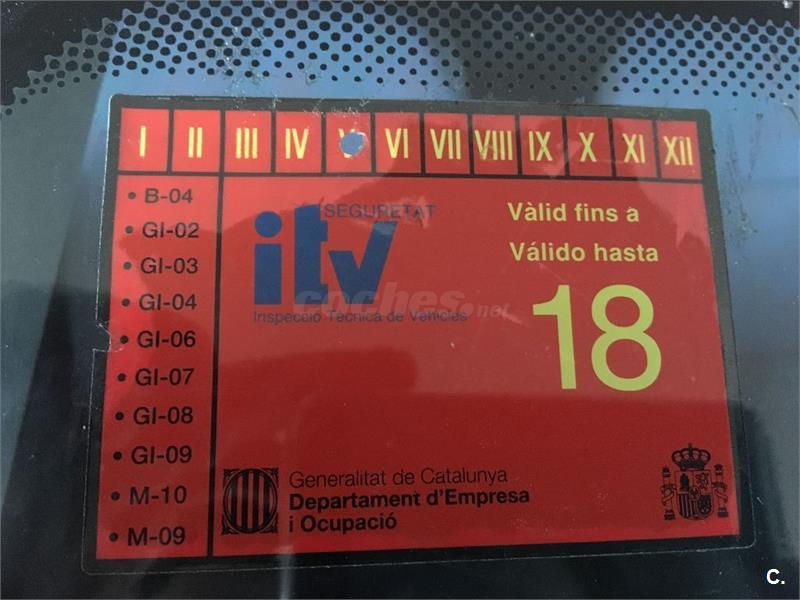 I II III IV V VI VII VIII IX X XI XII
• B-04
• GI-02
• GI-03
• GI-04
• GI-06
• GI-07
• GI-08
• GI-09
• M-10
• M-09
SEGURETAT
itv
Inspecció Tècnica de Vehicles
coches.net
Vàlid fins a
Válido hasta
18
Generalitat de Catalunya
Departament d'Empresa
i Ocupació
C.